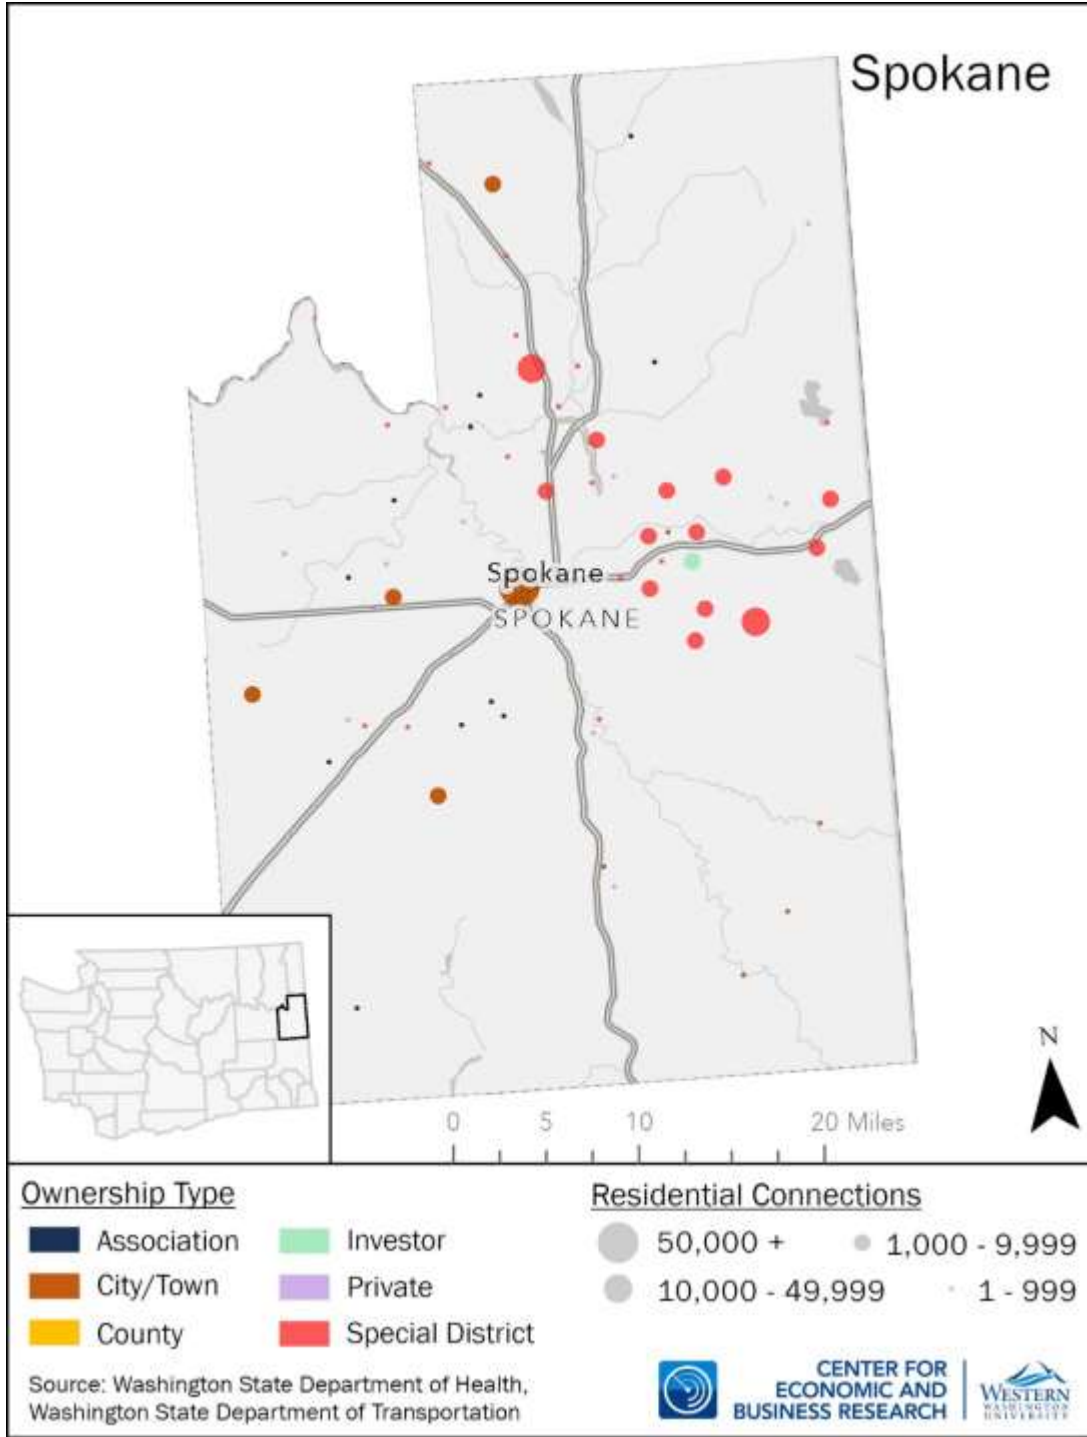 Spokane
Spokane
SPOKANE
N
0 5 10 20 Miles
Ownership Type
Association
City/Town
County
Investor
Private
Special District
Residential Connections
50,000 +
10,000 - 49,999
1,000 - 9,999
1 - 999
Source: Washington State Department of Health,
Washington State Department of Transportation
CENTER FOR
ECONOMIC AND
BUSINESS RESEARCH
WESTERN
WASHINGTON
UNIVERSITY